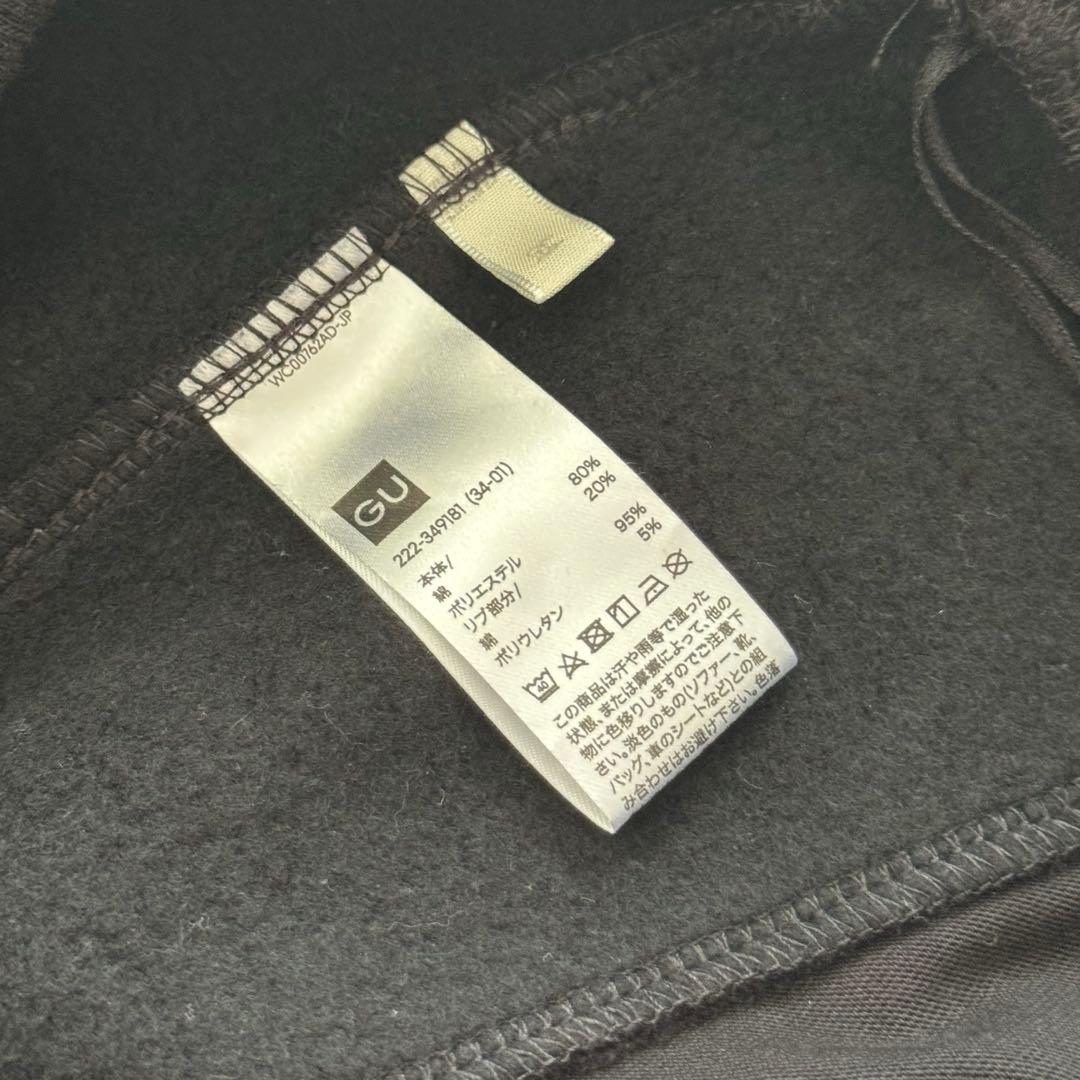 WC00762AD-JP
GU
222-349181 (34-01)
本体/
綿 80%
ポリエステル 20%
リブ部分/
綿 95%
ポリウレタン 5%
40
この商品は汗や雨等で湿った
状態、または摩擦によって、他の
物に色移りしますのでご注意下
さい。淡色のもの(ソファー、靴、
バッグ、車のシートなど)との組
み合わせはお避け下さい。色落